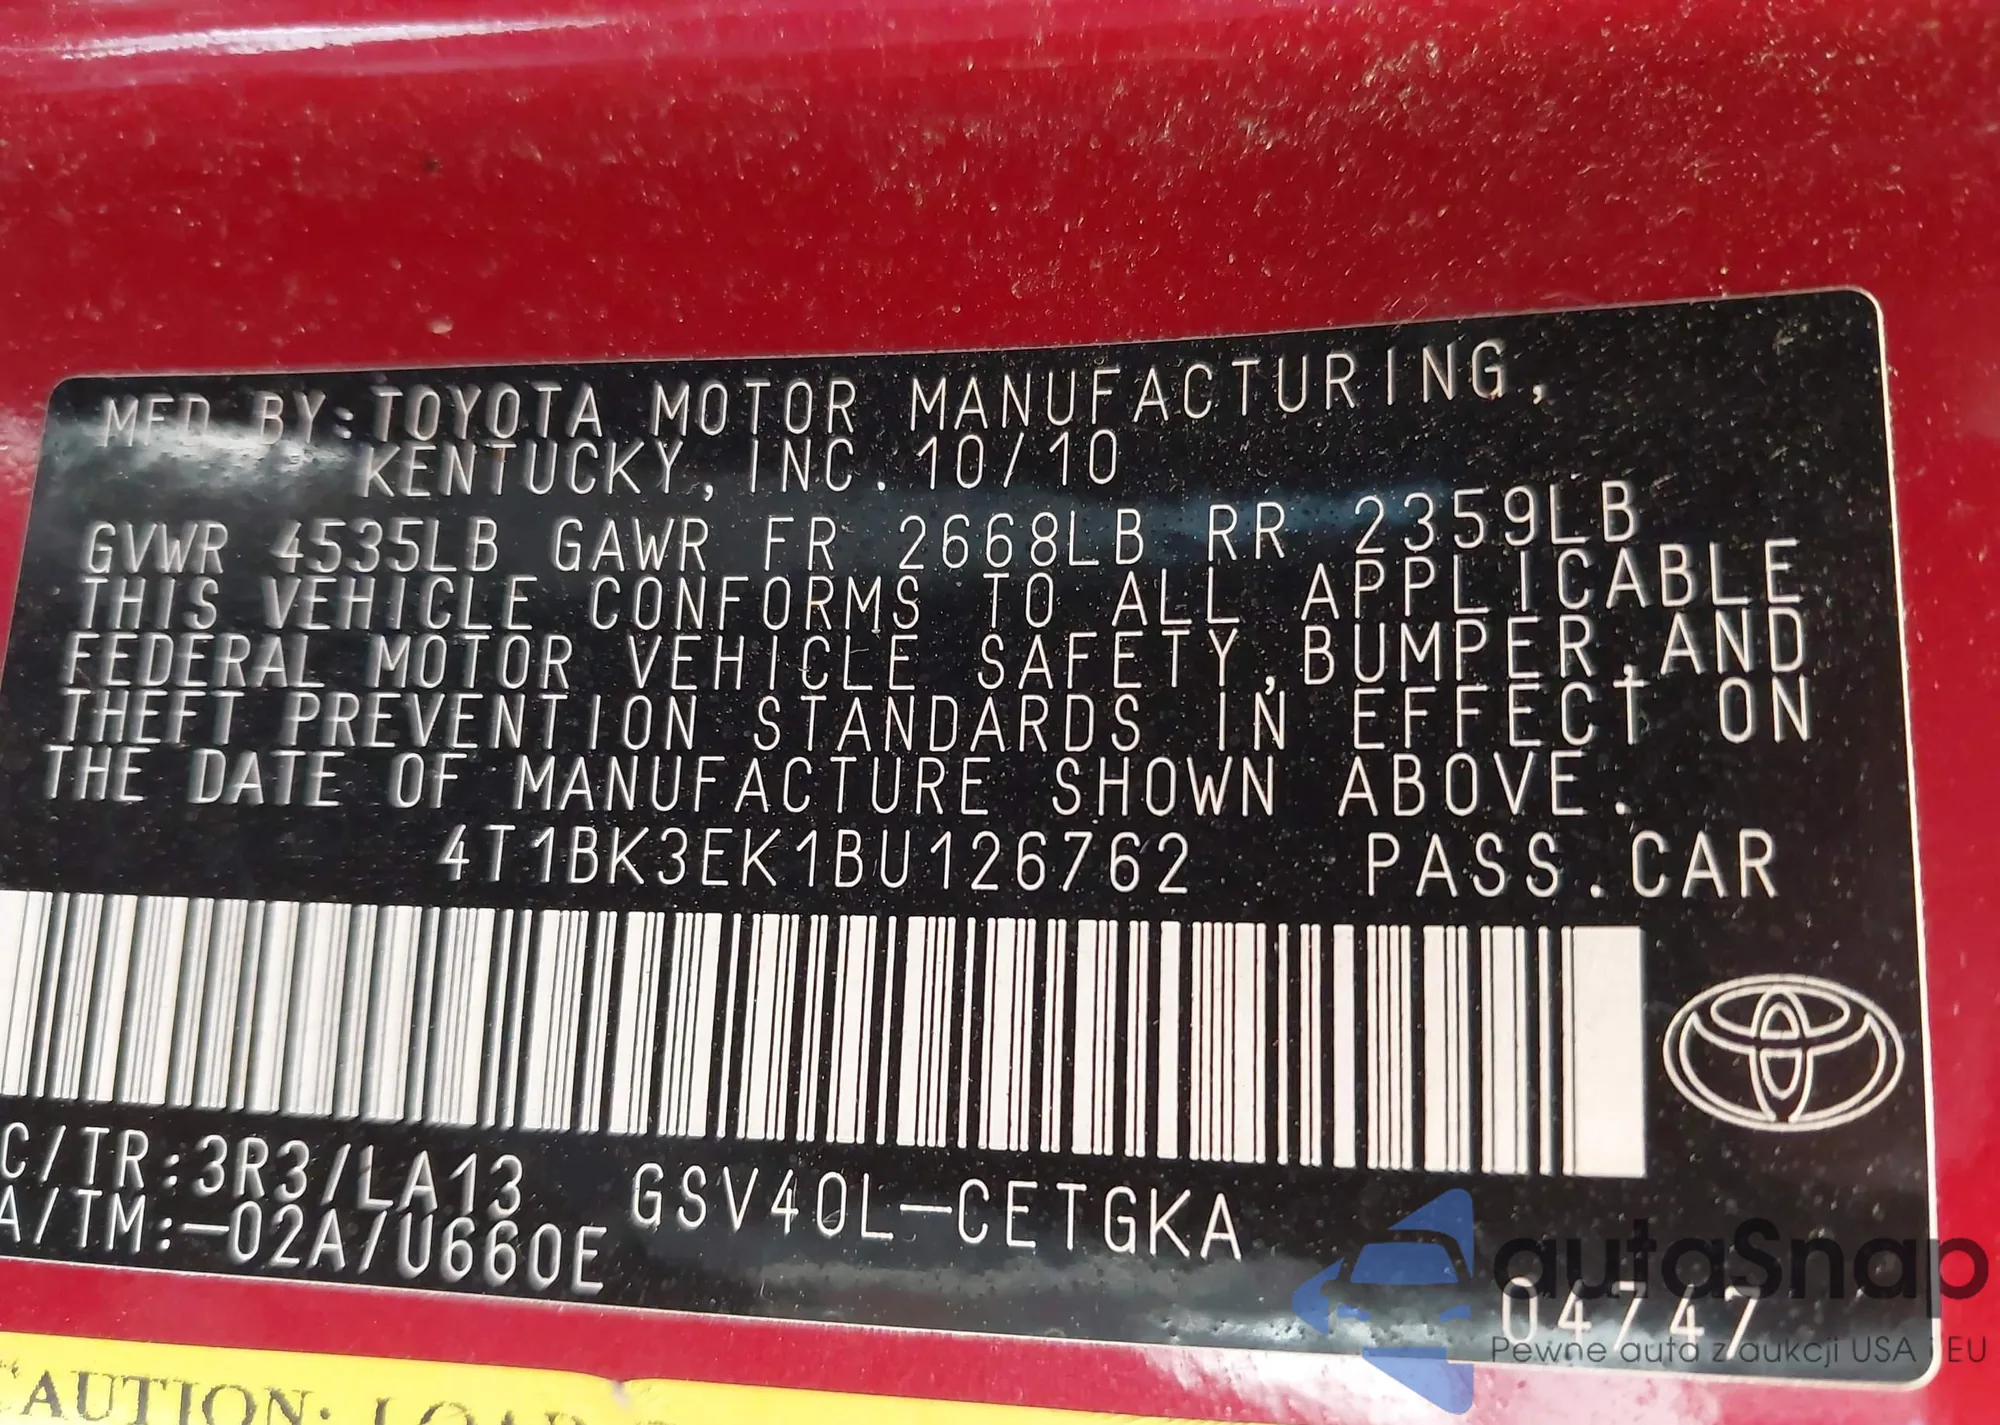 MFD BY:TOYOTA MOTOR MANUFACTURING,
KENTUCKY, INC. 10/10
GVWR 4535LB GAWR FR 2668LB RR 2359LB
THIS VEHICLE CONFORMS TO ALL APPLICABLE
FEDERAL MOTOR VEHICLE SAFETY,BUMPER,AND
THEFT PREVENTION STANDARDS IN EFFECT ON
THE DATE OF MANUFACTURE SHOWN ABOVE.
4T1BK3EK1BU126762 PASS.CAR
C/TR:3R3/LA13 GSV40L-CETGKA
A/TM:-02A/U660E
04747
autaSnap
Pewne auta z aukcji USA i EU
CAUTION: LOAD